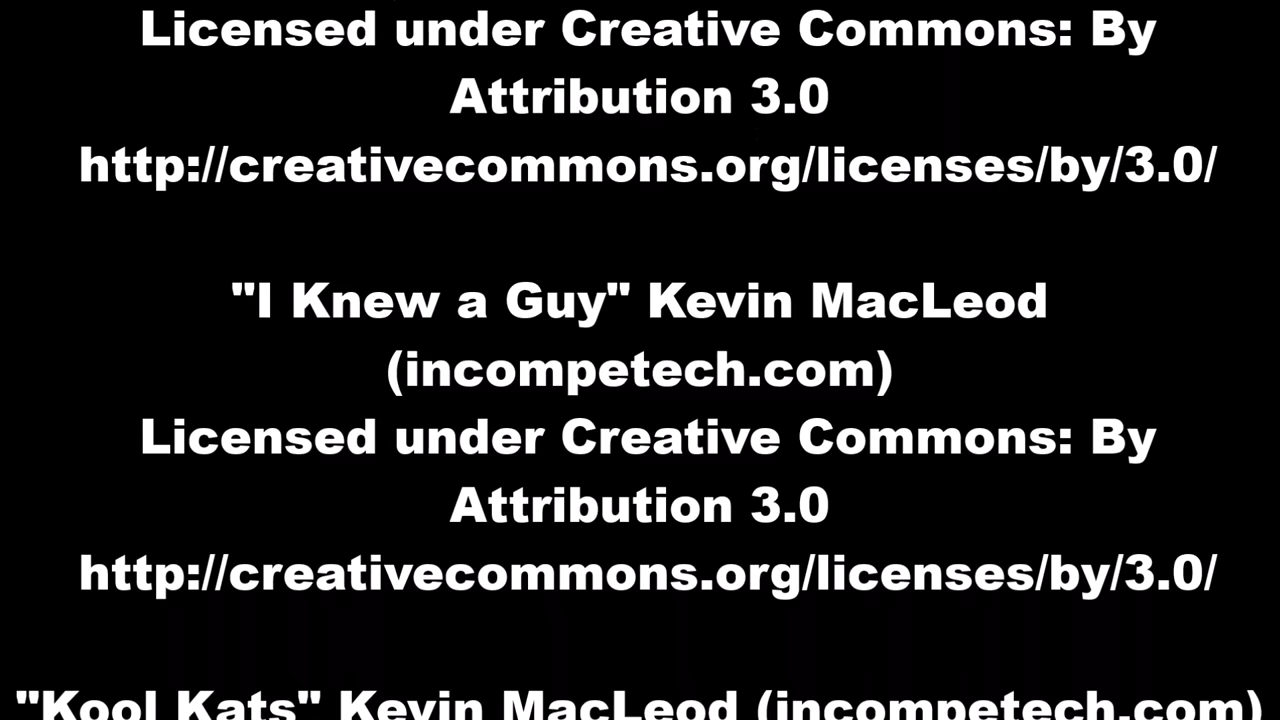 Licensed under Creative Commons: By
Attribution 3.0
http://creativecommons.org/licenses/by/3.0/
"I Knew a Guy" Kevin MacLeod
(incompetech.com)
Licensed under Creative Commons: By
Attribution 3.0
http://creativecommons.org/licenses/by/3.0/
"Kool Kats" Kevin MacLeod (incompetech.com)